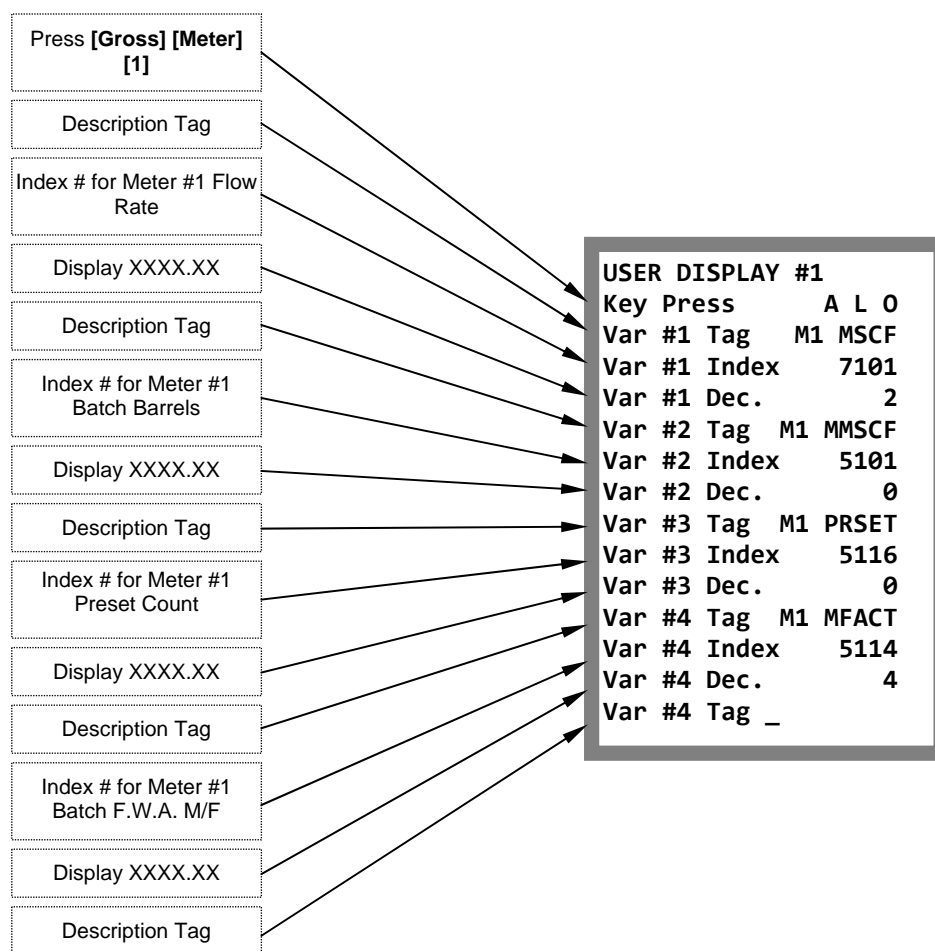 Press [Gross] [Meter]
[1]
Description Tag
Index # for Meter #1 Flow
Rate
Display XXXX.XX
Description Tag
Index # for Meter #1
Batch Barrels
Display XXXX.XX
Description Tag
Index # for Meter #1
Preset Count
Display XXXX.XX
Description Tag
Index # for Meter #1
Batch F.W.A. M/F
Display XXXX.XX
Description Tag
USER DISPLAY #1
Key Press A L O
Var #1 Tag M1 MSCF
Var #1 Index 7101
Var #1 Dec. 2
Var #2 Tag M1 MMSCF
Var #2 Index 5101
Var #2 Dec. 0
Var #3 Tag M1 PRSET
Var #3 Index 5116
Var #3 Dec. 0
Var #4 Tag M1 MFACT
Var #4 Index 5114
Var #4 Dec. 4
Var #4 Tag _